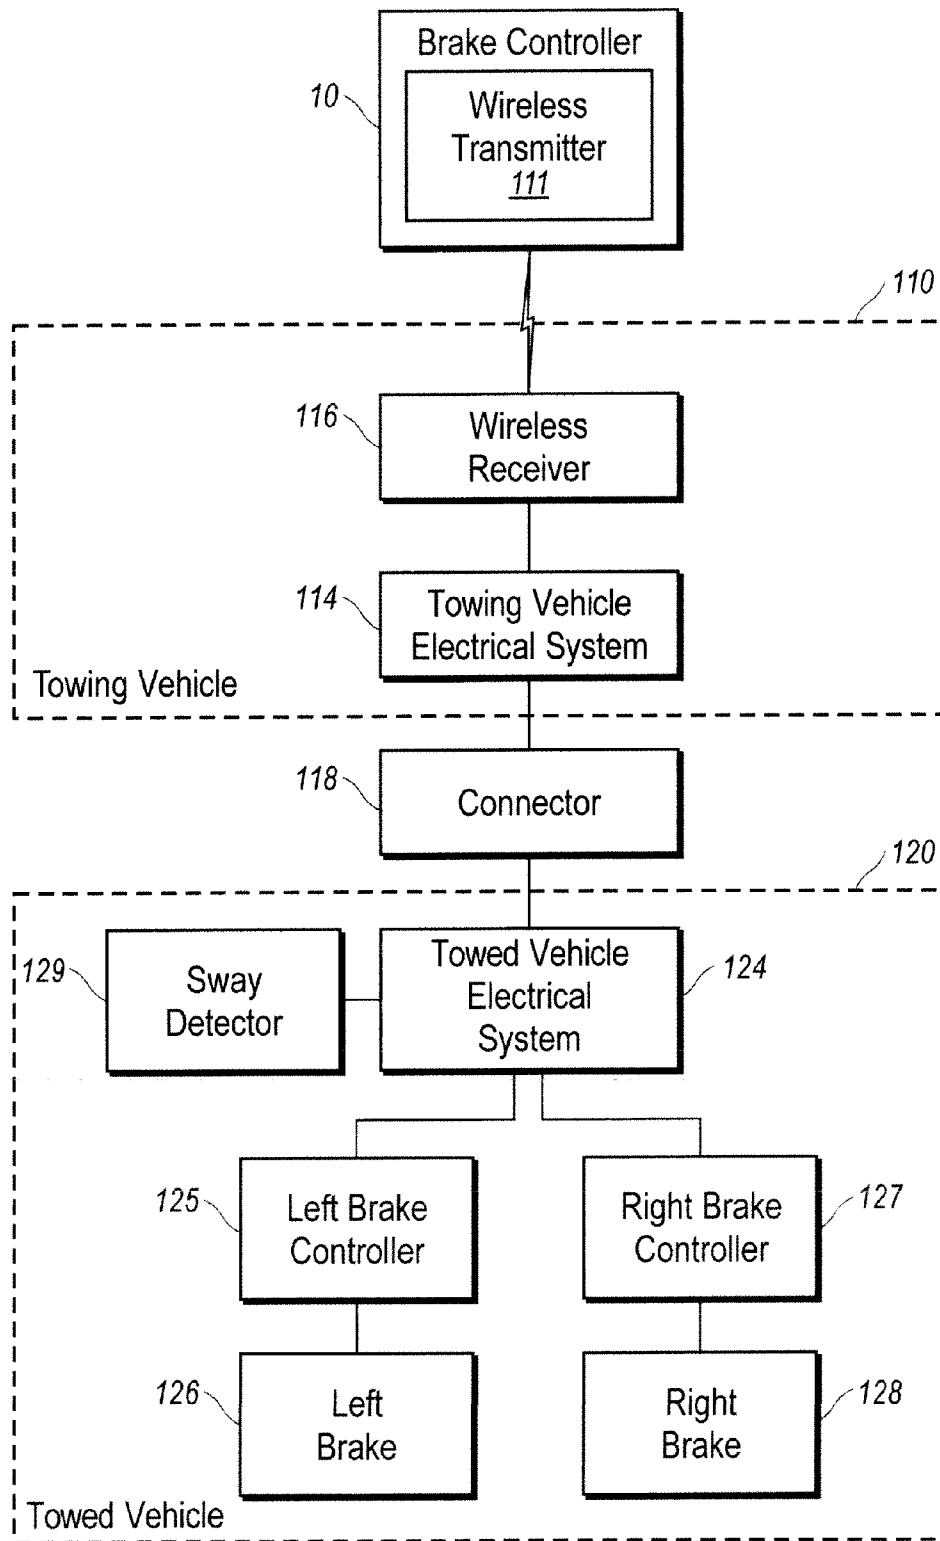 Brake Controller
10
Wireless
Transmitter
111
110
116
Wireless
Receiver
114
Towing Vehicle
Electrical System
Towing Vehicle
118
Connector
120
129
Sway
Detector
Towed Vehicle
Electrical
System
124
125
Left Brake
Controller
Right Brake
Controller
127
126
Left
Brake
Right
Brake
128
Towed Vehicle